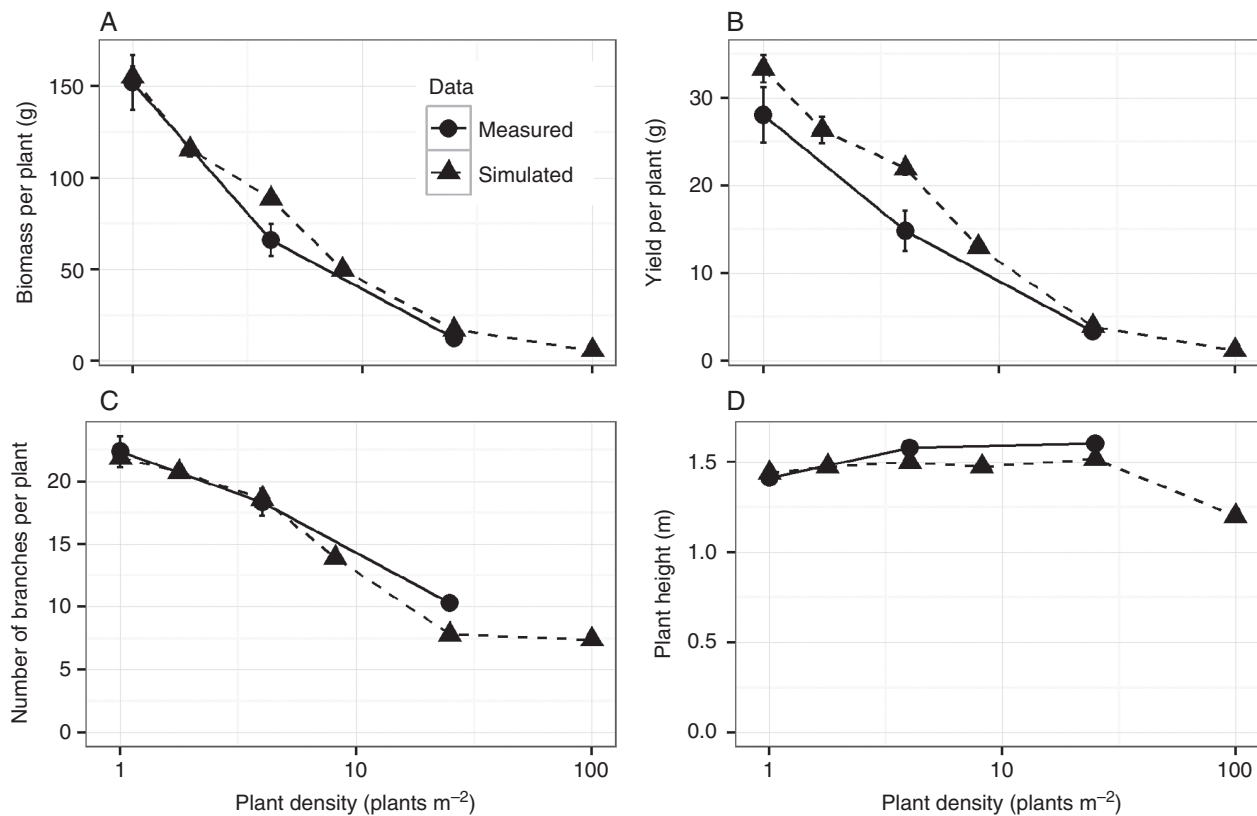 A
Biomass per plant (g)
150
100
50
0
Data
Measured
Simulated
B
Yield per plant (g)
30
20
10
0
C
Number of branches per plant
20
15
10
5
0
1
10
100
Plant density (plants m⁻²)
D
Plant height (m)
1.5
1.0
0.5
0.0
1
10
100
Plant density (plants m⁻²)